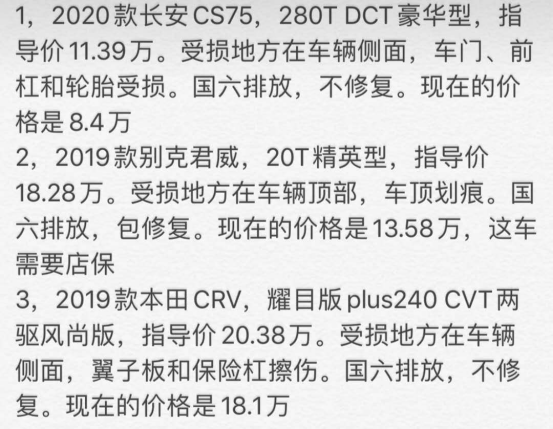 1，2020款长安CS75，280T DCT豪华型，指
导价11.39万。受损地方在车辆侧面，车门、前
杠和轮胎受损。国六排放，不修复。现在的价
格是8.4万
2，2019款别克君威，20T精英型，指导价
18.28万。受损地方在车辆顶部，车顶划痕。国
六排放，包修复。现在的价格是13.58万，这车
需要店保
3，2019款本田CRV，耀目版plus240 CVT两
驱风尚版，指导价20.38万。受损地方在车辆
侧面，翼子板和保险杠擦伤。国六排放，不修
复。现在的价格是18.1万